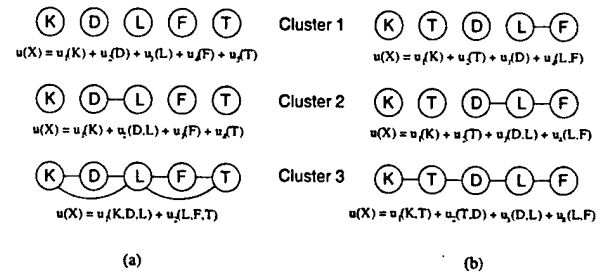 K D L F T Cluster 1 K T D L F
u(X) = u₁(K) + u₂(D) + u₃(L) + u₄(F) + u₅(T) u(X) = u₁(K) + u₂(T) + u₃(D) + u₄(L,F)
K D L F T Cluster 2 K T D L F
u(X) = u₁(K) + u₂(D,L) + u₃(F) + u₄(T) u(X) = u₁(K) + u₂(T) + u₃(D,L) + u₄(L,F)
K D L F T Cluster 3 K T D L F
u(X) = u₁(K,D,L) + u₂(L,F,T) u(X) = u₁(K,T) + u₂(T,D) + u₃(D,L) + u₄(L,F)
(a) (b)